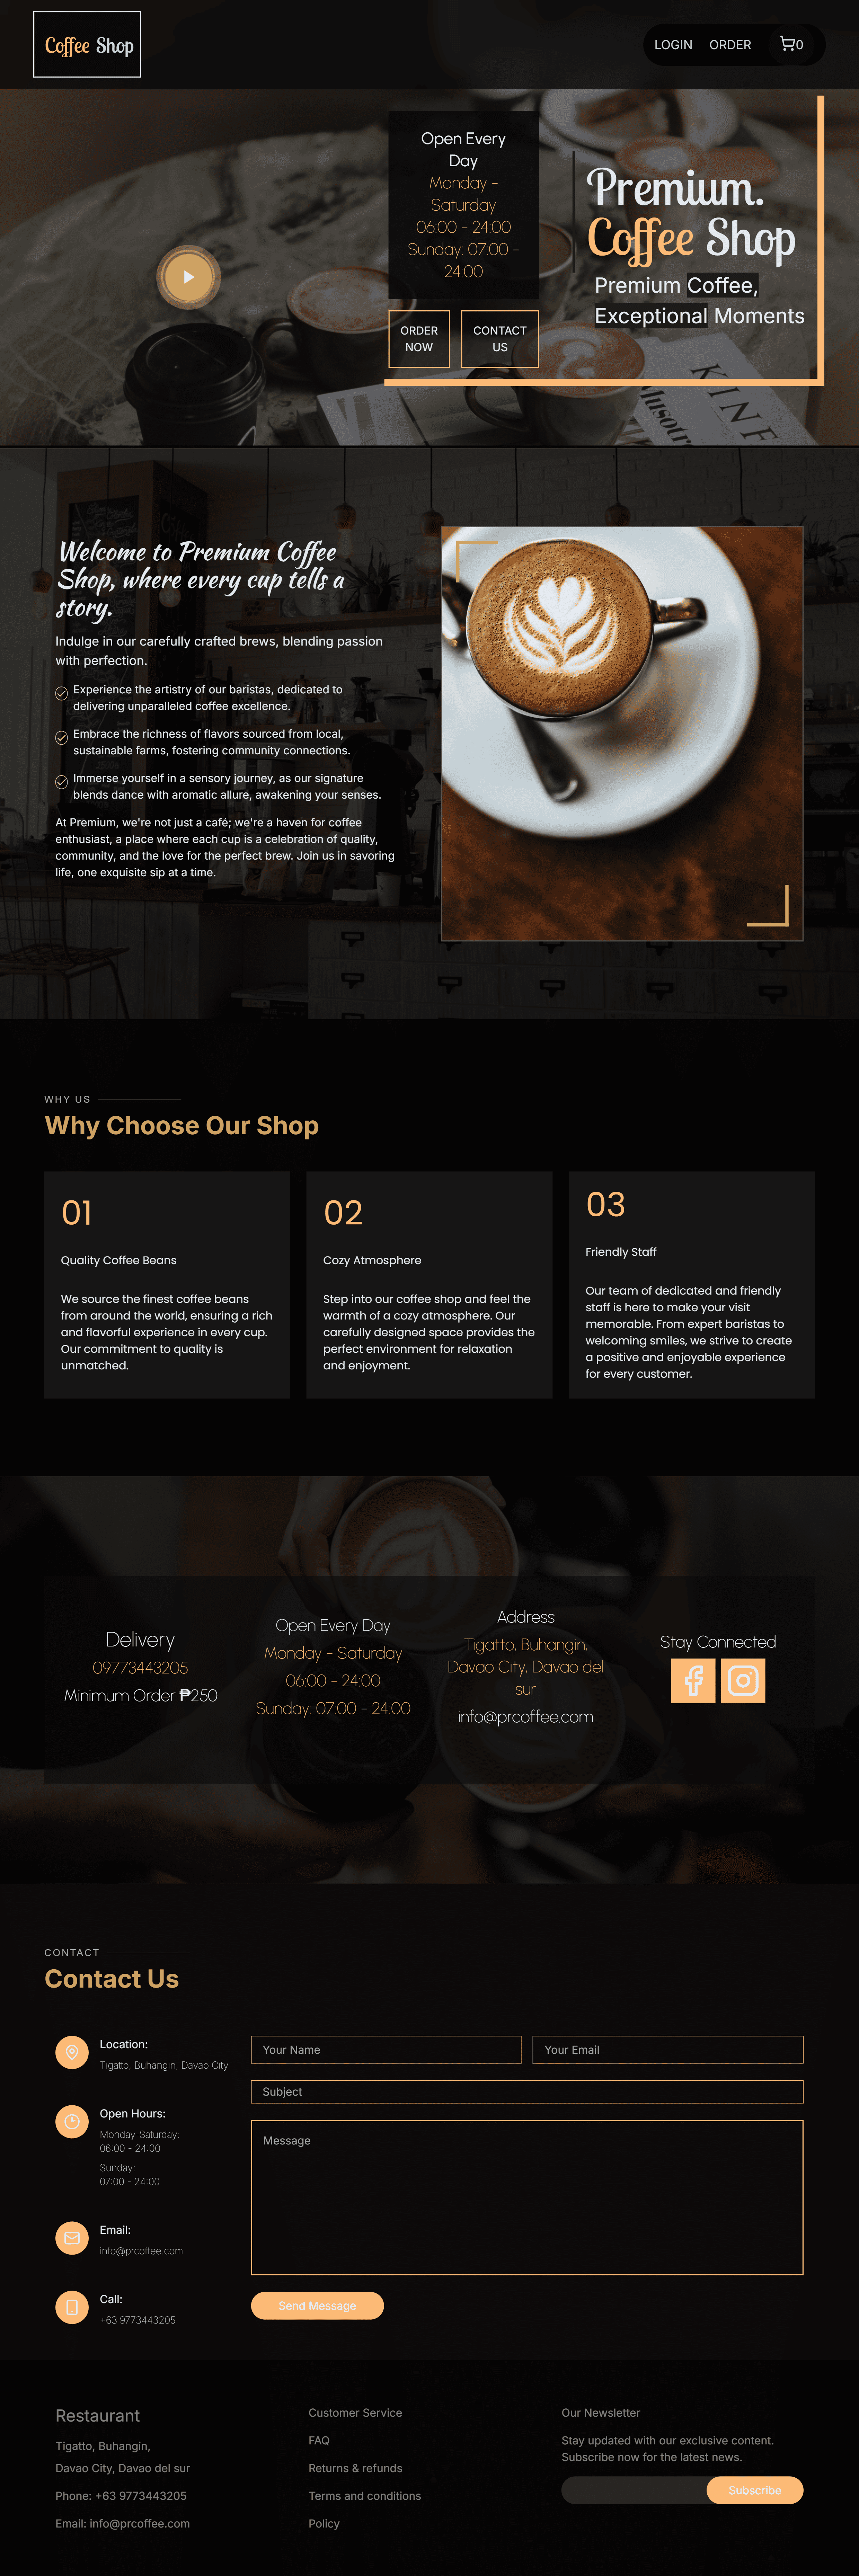 Coffee Shop
LOGIN ORDER 0
Open Every
Day
Monday -
Saturday
06:00 - 24:00
Sunday: 07:00 -
24:00
ORDER
NOW
CONTACT
US
Premium.
Coffee Shop
Premium Coffee,
Exceptional Moments
KINF
Welcome to Premium Coffee
Shop, where every cup tells a
story.
Indulge in our carefully crafted brews, blending passion
with perfection.
Experience the artistry of our baristas, dedicated to
delivering unparalleled coffee excellence.
Embrace the richness of flavors sourced from local,
sustainable farms, fostering community connections.
Immerse yourself in a sensory journey, as our signature
blends dance with aromatic allure, awakening your senses.
At Premium, we're not just a café; we're a haven for coffee
enthusiast, a place where each cup is a celebration of quality,
community, and the love for the perfect brew. Join us in savoring
life, one exquisite sip at a time.
WHY US
Why Choose Our Shop
01
Quality Coffee Beans
We source the finest coffee beans
from around the world, ensuring a rich
and flavorful experience in every cup.
Our commitment to quality is
unmatched.
02
Cozy Atmosphere
Step into our coffee shop and feel the
warmth of a cozy atmosphere. Our
carefully designed space provides the
perfect environment for relaxation
and enjoyment.
03
Friendly Staff
Our team of dedicated and friendly
staff is here to make your visit
memorable. From expert baristas to
welcoming smiles, we strive to create
a positive and enjoyable experience
for every customer.
Delivery
09773443205
Minimum Order ₱250
Open Every Day
Monday - Saturday
06:00 - 24:00
Sunday: 07:00 - 24:00
Address
Tigatto, Buhangin,
Davao City, Davao del
sur
info@prcoffee.com
Stay Connected
CONTACT
Contact Us
Location:
Tigatto, Buhangin, Davao City
Open Hours:
Monday-Saturday:
06:00 - 24:00
Sunday:
07:00 - 24:00
Email:
info@prcoffee.com
Call:
+63 9773443205
Your Name
Your Email
Subject
Message
Send Message
Restaurant
Tigatto, Buhangin,
Davao City, Davao del sur
Phone: +63 9773443205
Email: info@prcoffee.com
Customer Service
FAQ
Returns & refunds
Terms and conditions
Policy
Our Newsletter
Stay updated with our exclusive content.
Subscribe now for the latest news.
Subscribe